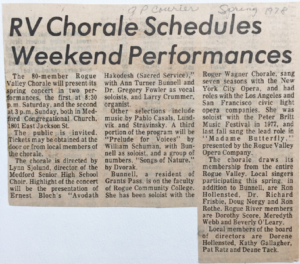 G P Courier Spring 1978
RV Chorale Schedules
Weekend Performances
The 80-member Rogue
Valley Chorale will present its
spring concert in two per-
formances, the first, at 8:30
p.m. Saturday, and the second
at 3 p.m. Sunday, both in Med-
ford Congregational Church,
1801 East Jackson.
The public is invited.
Tickets may be obtained at the
door or from local members of
the chorale.
The chorale is directed by
Lynn Sjolund, director of the
Medford Senior High School
Choir. Highlight of the concert
will be the presentation of
Ernest Bloch's "Avodath
Hakodesh (Sacred Service),"
with Ann Turner Bunnell and
Dr. Gregory Fowler as vocal
soloists, and Larry Crummer,
organist.
Other selections include
music by Pablo Casals, Lund-
vik and Stravinsky. A third
portion of the program will be
"Prelude for Voices" by
William Schuman, with Bun-
nell as soloist, and a group of
numbers "Songs of Nature,"
by Dvorak.
Bunnell, a resident of
Grants Pass, is on the faculty
of Rogue Community College.
She has been soloist with the
Roger Wagner Chorale, sang
seven seasons with the New
York City Opera, and had
roles with the Los Angeles and
San Francisco civic light
opera companies. She was
soloist with the Peter Britt
Music Festival in 1977, and
last fall sang the lead role in
"Madame Butterfly,"
presented by the Rogue Valley
Opera Company.
The chorale draws its
membership from the entire
Rogue Valley. Local singers
participating this spring, in
addition to Bunnell, are Ron
Hellensted, Dr. Richard
Frisbie, Doug Norby and Ron
Rothe. Rogue River members
are Dorothy Score, Meredyth
Webb and Beverly O'Leary.
Local members of the board
of directors are Dorcus
Hellensted, Kathy Gallagher,
Pat Ratz and Deane Tack.